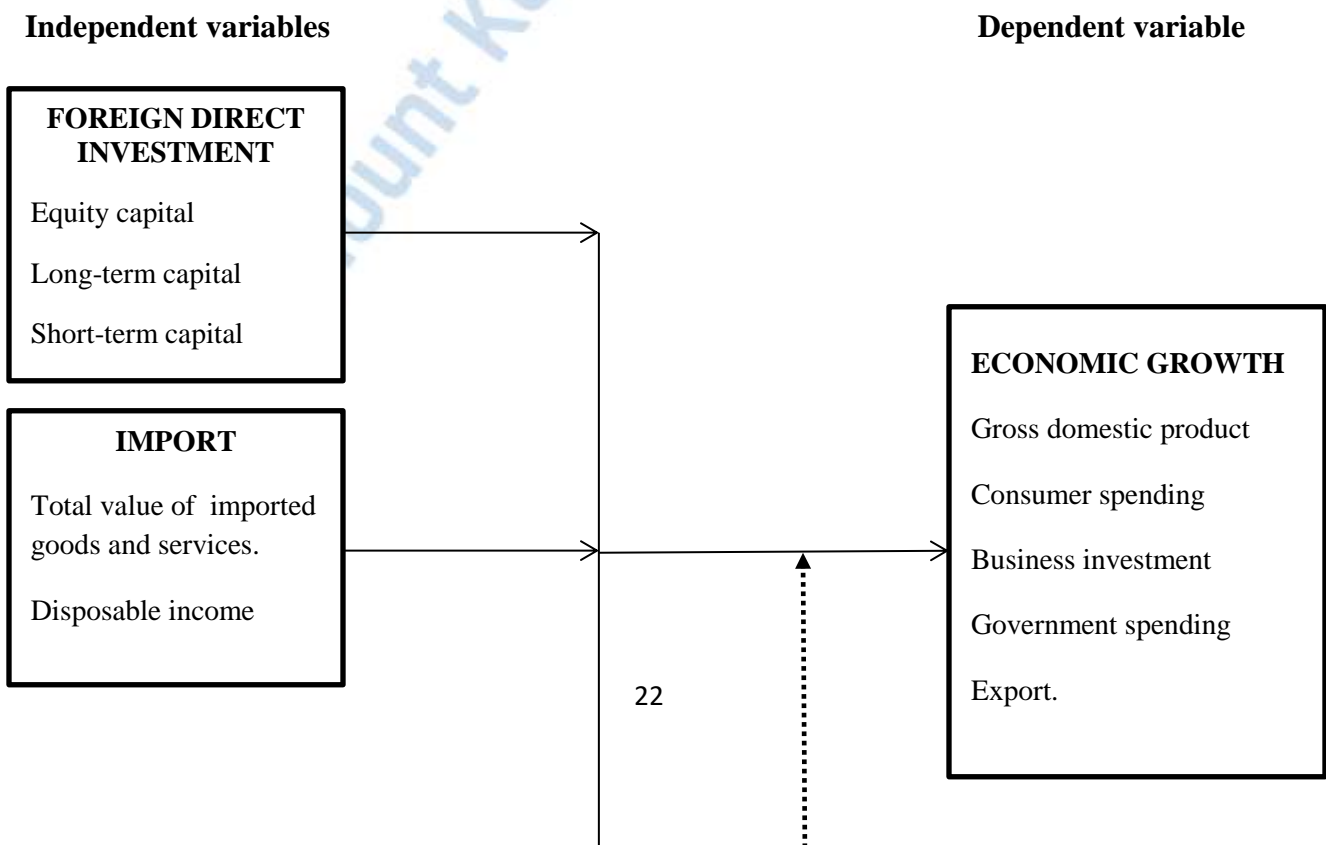 Independent variables
Dependent variable
FOREIGN DIRECT
INVESTMENT
Equity capital
Long-term capital
Short-term capital
IMPORT
Total value of imported
goods and services.
Disposable income
ECONOMIC GROWTH
Gross domestic product
Consumer spending
Business investment
Government spending
Export.
22